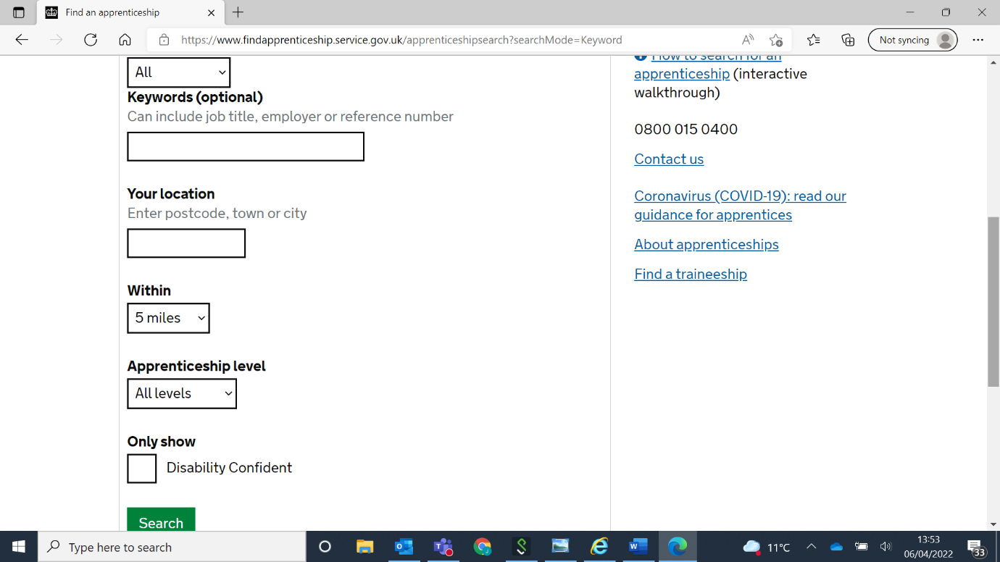 Find an apprenticeship
https://www.findapprenticeship.service.gov.uk/apprenticeshipsearch?searchMode=Keyword
Not syncing
All
Keywords (optional)
Can include job title, employer or reference number
Your location
Enter postcode, town or city
Within
5 miles
Apprenticeship level
All levels
Only show
Disability Confident
Search
How to search for an
apprenticeship (interactive
walkthrough)
0800 015 0400
Contact us
Coronavirus (COVID-19): read our
guidance for apprentices
About apprenticeships
Find a traineeship
Type here to search
11°C
13:53
06/04/2022
33